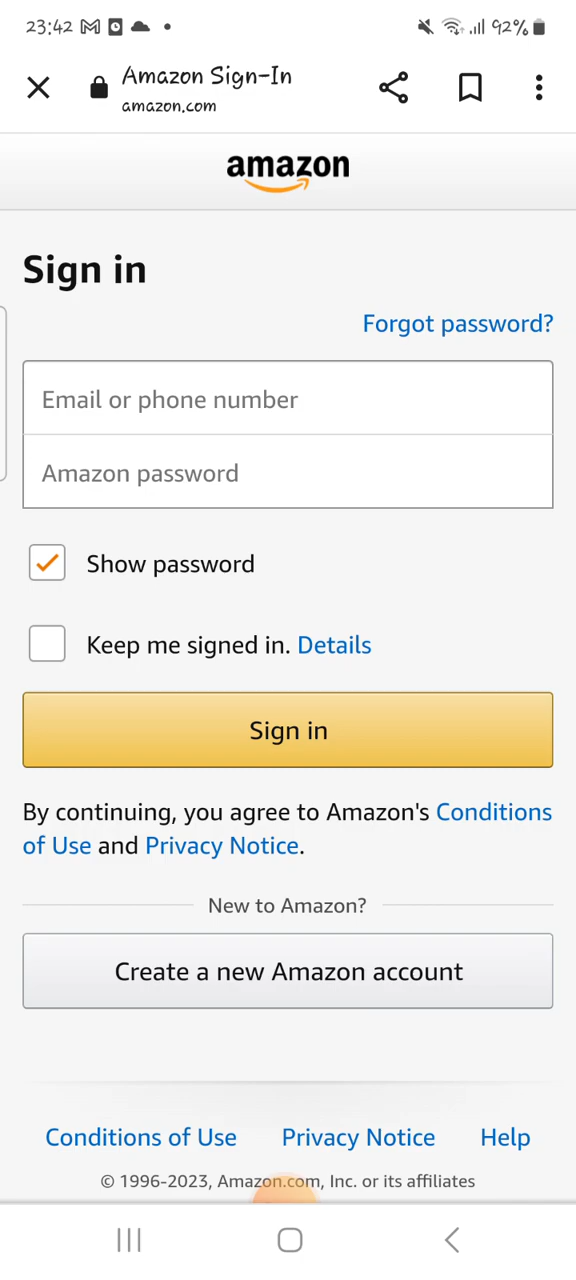 23:42 92%
Amazon Sign-In
amazon.com
amazon
Sign in
Forgot password?
Email or phone number
Amazon password
Show password
Keep me signed in. Details
Sign in
By continuing, you agree to Amazon's Conditions
of Use and Privacy Notice.
New to Amazon?
Create a new Amazon account
Conditions of Use Privacy Notice Help
© 1996-2023, Amazon.com, Inc. or its affiliates